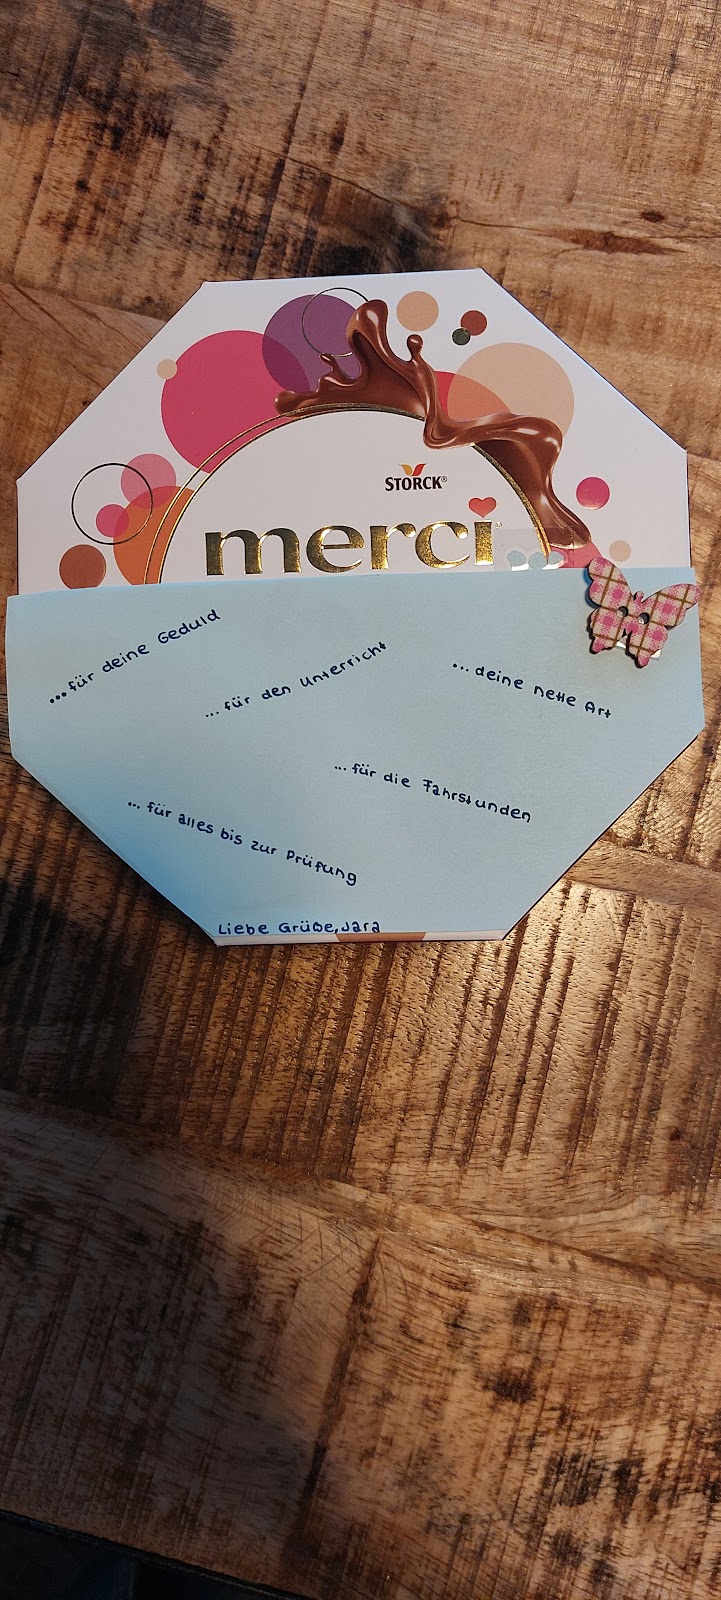 STORCK®
merci
...für deine Geduld
...für den Unterricht
...deine nette Art
...für die Fahrstunden
...für alles bis zur Prüfung
Liebe Grüße, Jara